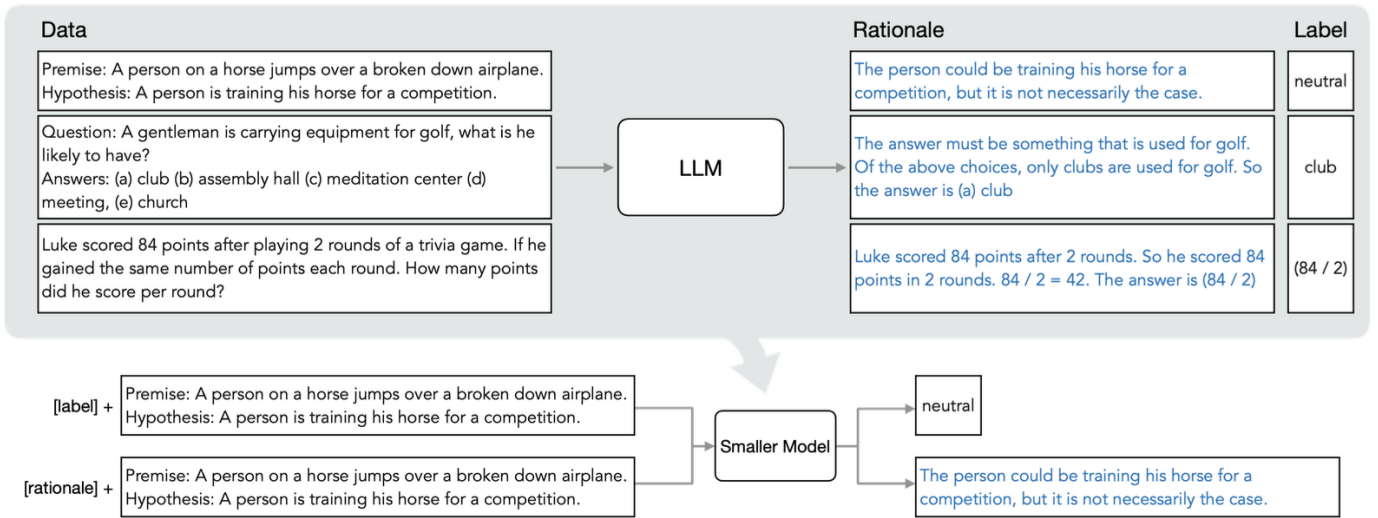 Data
Rationale
Label
Premise: A person on a horse jumps over a broken down airplane.
Hypothesis: A person is training his horse for a competition.
The person could be training his horse for a
competition, but it is not necessarily the case.
neutral
Question: A gentleman is carrying equipment for golf, what is he
likely to have?
Answers: (a) club (b) assembly hall (c) meditation center (d)
meeting, (e) church
LLM
The answer must be something that is used for golf.
Of the above choices, only clubs are used for golf. So
the answer is (a) club
club
Luke scored 84 points after playing 2 rounds of a trivia game. If he
gained the same number of points each round. How many points
did he score per round?
Luke scored 84 points after 2 rounds. So he scored 84
points in 2 rounds. 84 / 2 = 42. The answer is (84 / 2)
(84 / 2)
[label] +
Premise: A person on a horse jumps over a broken down airplane.
Hypothesis: A person is training his horse for a competition.
neutral
Smaller Model
[rationale] +
Premise: A person on a horse jumps over a broken down airplane.
Hypothesis: A person is training his horse for a competition.
The person could be training his horse for a
competition, but it is not necessarily the case.